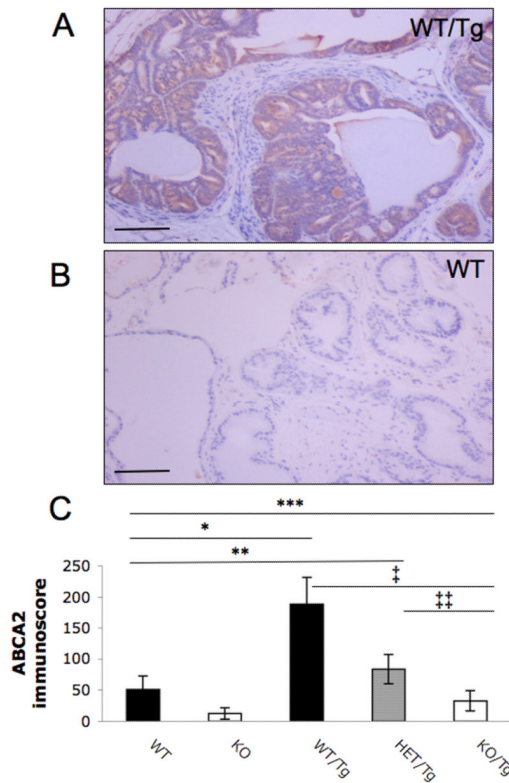 A
WT/Tg
B
WT
C
***
*
**
‡
‡‡
250
200
150
100
50
0
ABCA2
immunoscore
WT
KO
WT/Tg
HET/Tg
KO/Tg